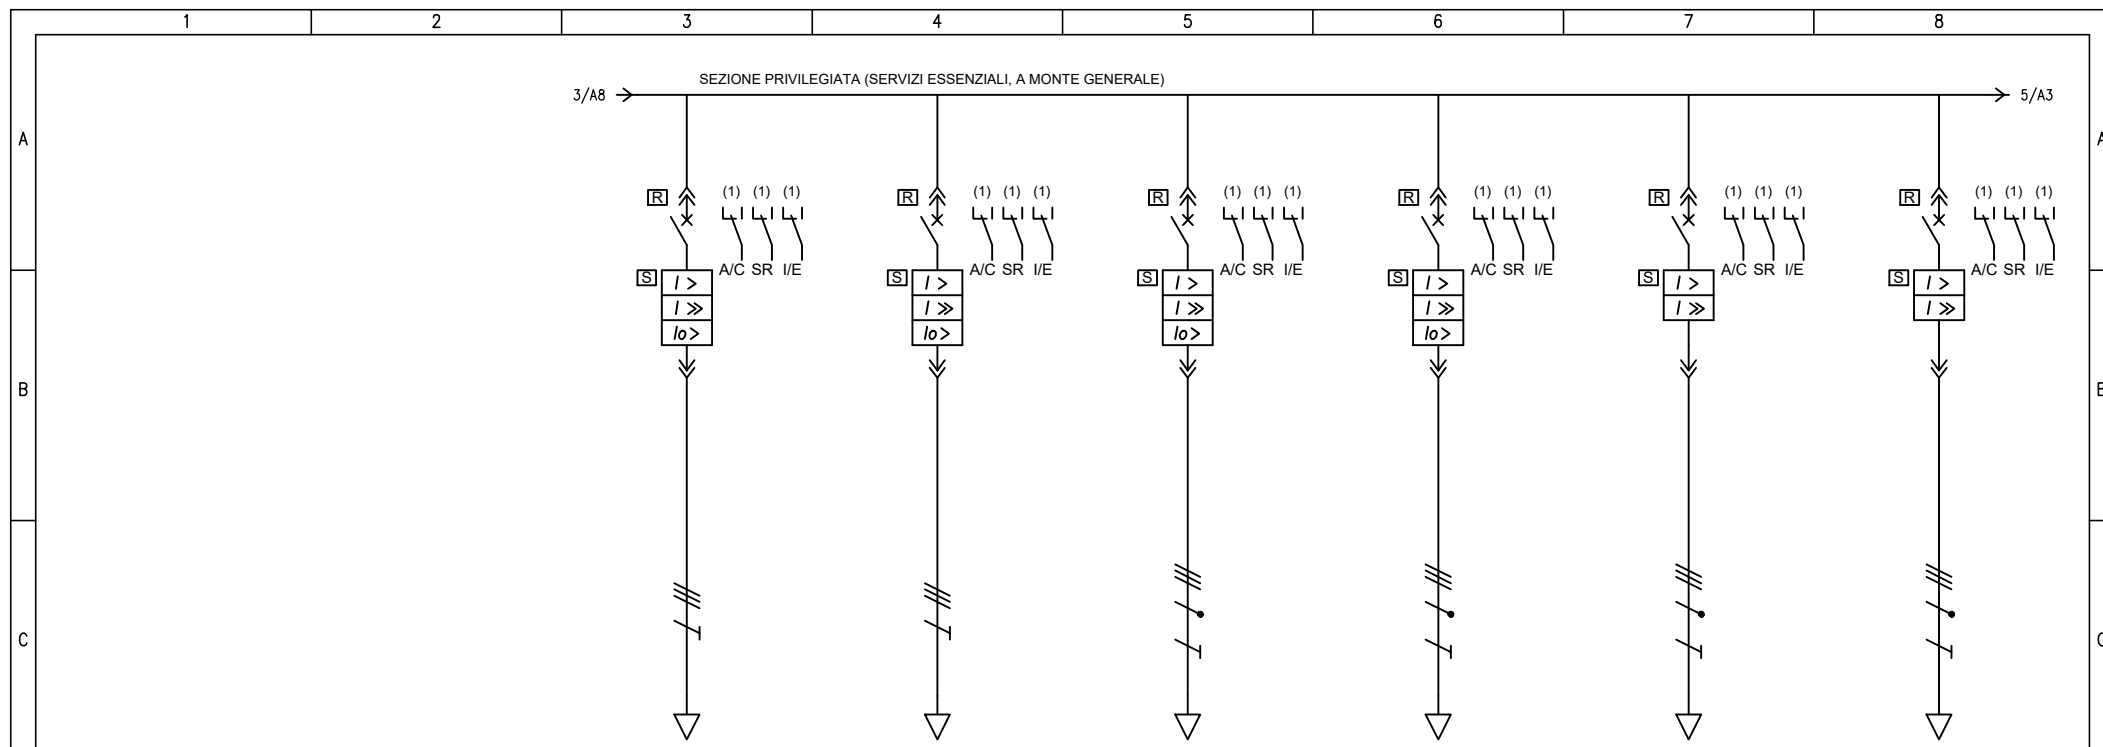 1 2 3 4 5 6 7 8
SEZIONE PRIVILEGIATA (SERVIZI ESSENZIALI, A MONTE GENERALE)
3/A8 5/A3
A A
R (1) (1) (1) R (1) (1) (1) R (1) (1) (1) R (1) (1) (1) R (1) (1) (1) R (1) (1) (1)
A/C SR I/E A/C SR I/E A/C SR I/E A/C SR I/E A/C SR I/E A/C SR I/E
S I > S I > S I > S I > S I > S I >
I >> I >> I >> I >> I >> I >>
Io> Io> Io> Io>
B
C